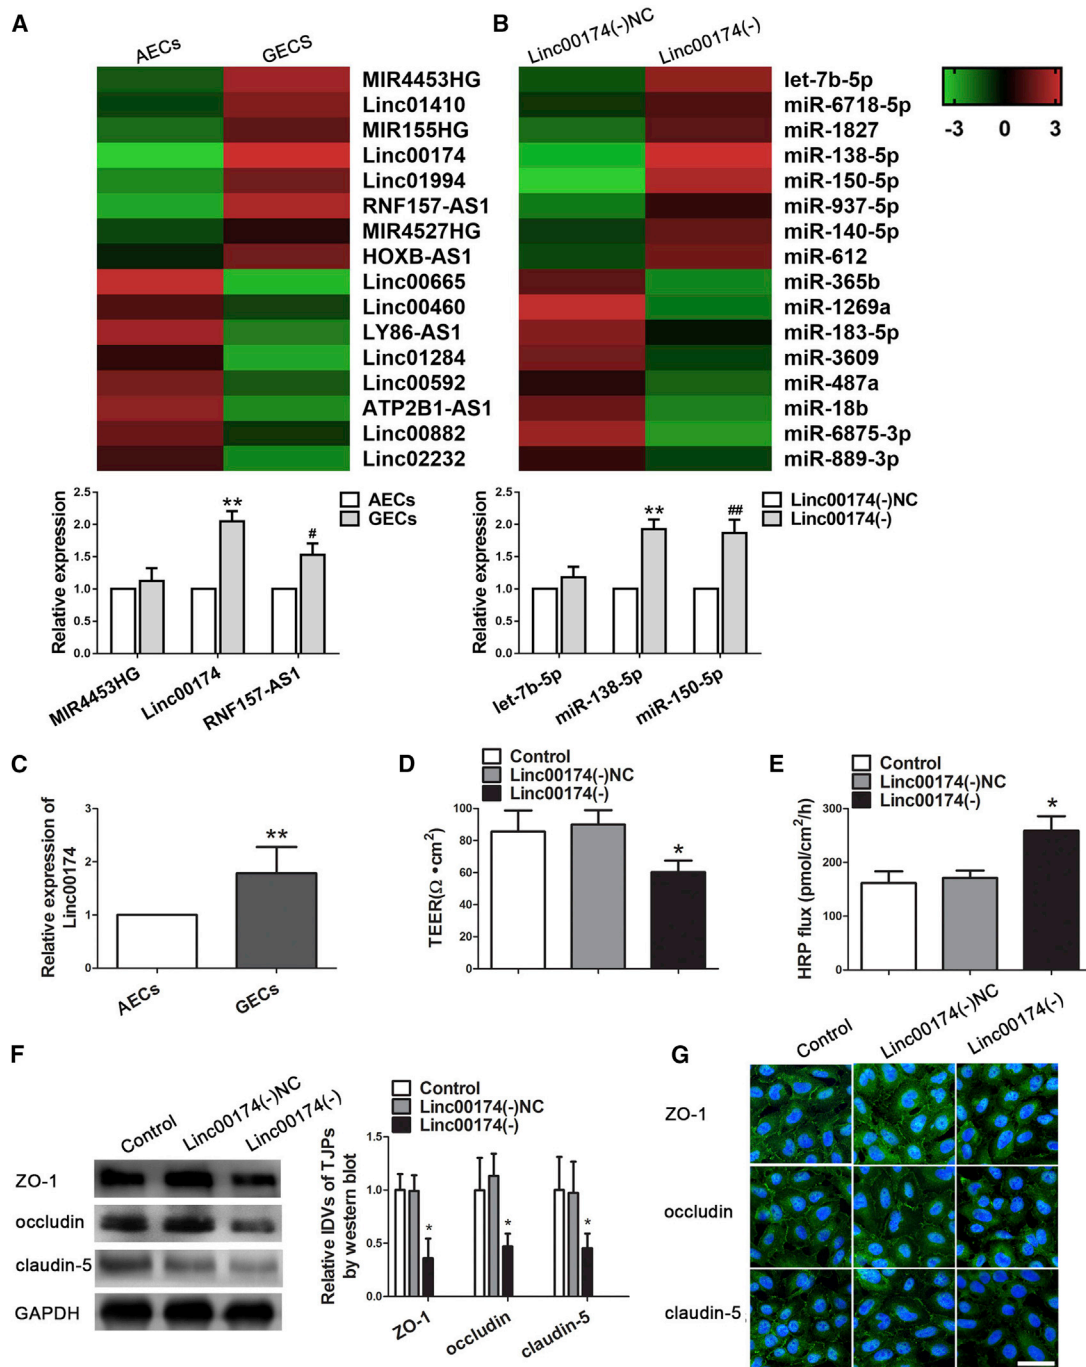 A
AECs
GECS
MIR4453HG
Linc01410
MIR155HG
Linc00174
Linc01994
RNF157-AS1
MIR4527HG
HOXB-AS1
Linc00665
Linc00460
LY86-AS1
Linc01284
Linc00592
ATP2B1-AS1
Linc00882
Linc02232
B
Linc00174(-)NC
Linc00174(-)
let-7b-5p
miR-6718-5p
miR-1827
miR-138-5p
miR-150-5p
miR-937-5p
miR-140-5p
miR-612
miR-365b
miR-1269a
miR-183-5p
miR-3609
miR-487a
miR-18b
miR-6875-3p
miR-889-3p
-3 0 3
Relative expression
2.5
2.0
1.5
1.0
0.5
0.0
**
#
AECs
GECs
MIR4453HG
Linc00174
RNF157-AS1
Relative expression
2.5
2.0
1.5
1.0
0.5
0.0
**
##
Linc00174(-)NC
Linc00174(-)
let-7b-5p
miR-138-5p
miR-150-5p
C
Relative expression of
Linc00174
3
2
1
0
**
AECs
GECs
D
Control
Linc00174(-)NC
Linc00174(-)
TEER(Ω •cm²)
100
80
60
40
20
0
*
E
Control
Linc00174(-)NC
Linc00174(-)
HRP flux (pmol/cm²/h)
300
200
100
0
*
F
Control
Linc00174(-)NC
Linc00174(-)
ZO-1
occludin
claudin-5
GAPDH
Control
Linc00174(-)NC
Linc00174(-)
Relative IDVs of TJPs
by western blot
1.5
1.0
0.5
0.0
*
*
*
ZO-1
occludin
claudin-5
G
Control
Linc00174(-)NC
Linc00174(-)
ZO-1
occludin
claudin-5